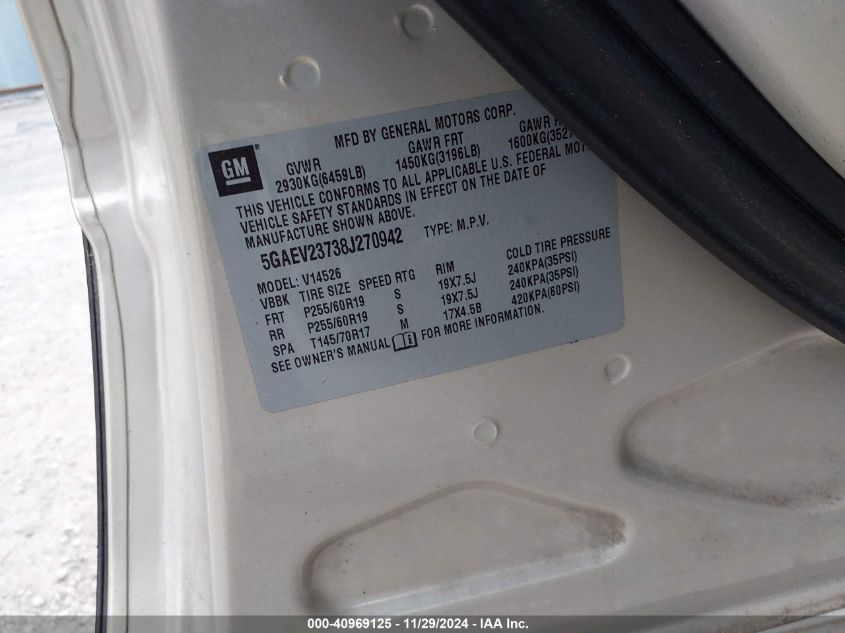 MFD BY GENERAL MOTORS CORP.
GM
GVWR GAWR FRT GAWR
2930KG(6459LB) 1450KG(3196LB) 1600KG(3527
THIS VEHICLE CONFORMS TO ALL APPLICABLE U.S. FEDERAL MOT
VEHICLE SAFETY STANDARDS IN EFFECT ON THE DATE OF
MANUFACTURE SHOWN ABOVE.
5GAEV23738J270942 TYPE: M.P.V.
MODEL: V14526
VBBK TIRE SIZE SPEED RTG RIM COLD TIRE PRESSURE
FRT P255/60R19 S 19X7.5J 240KPA(35PSI)
RR P255/60R19 S 19X7.5J 240KPA(35PSI)
SPA T145/70R17 M 17X4.5B 420KPA(60PSI)
SEE OWNER'S MANUAL FOR MORE INFORMATION.
000-40969125 - 11/29/2024 - IAA Inc.